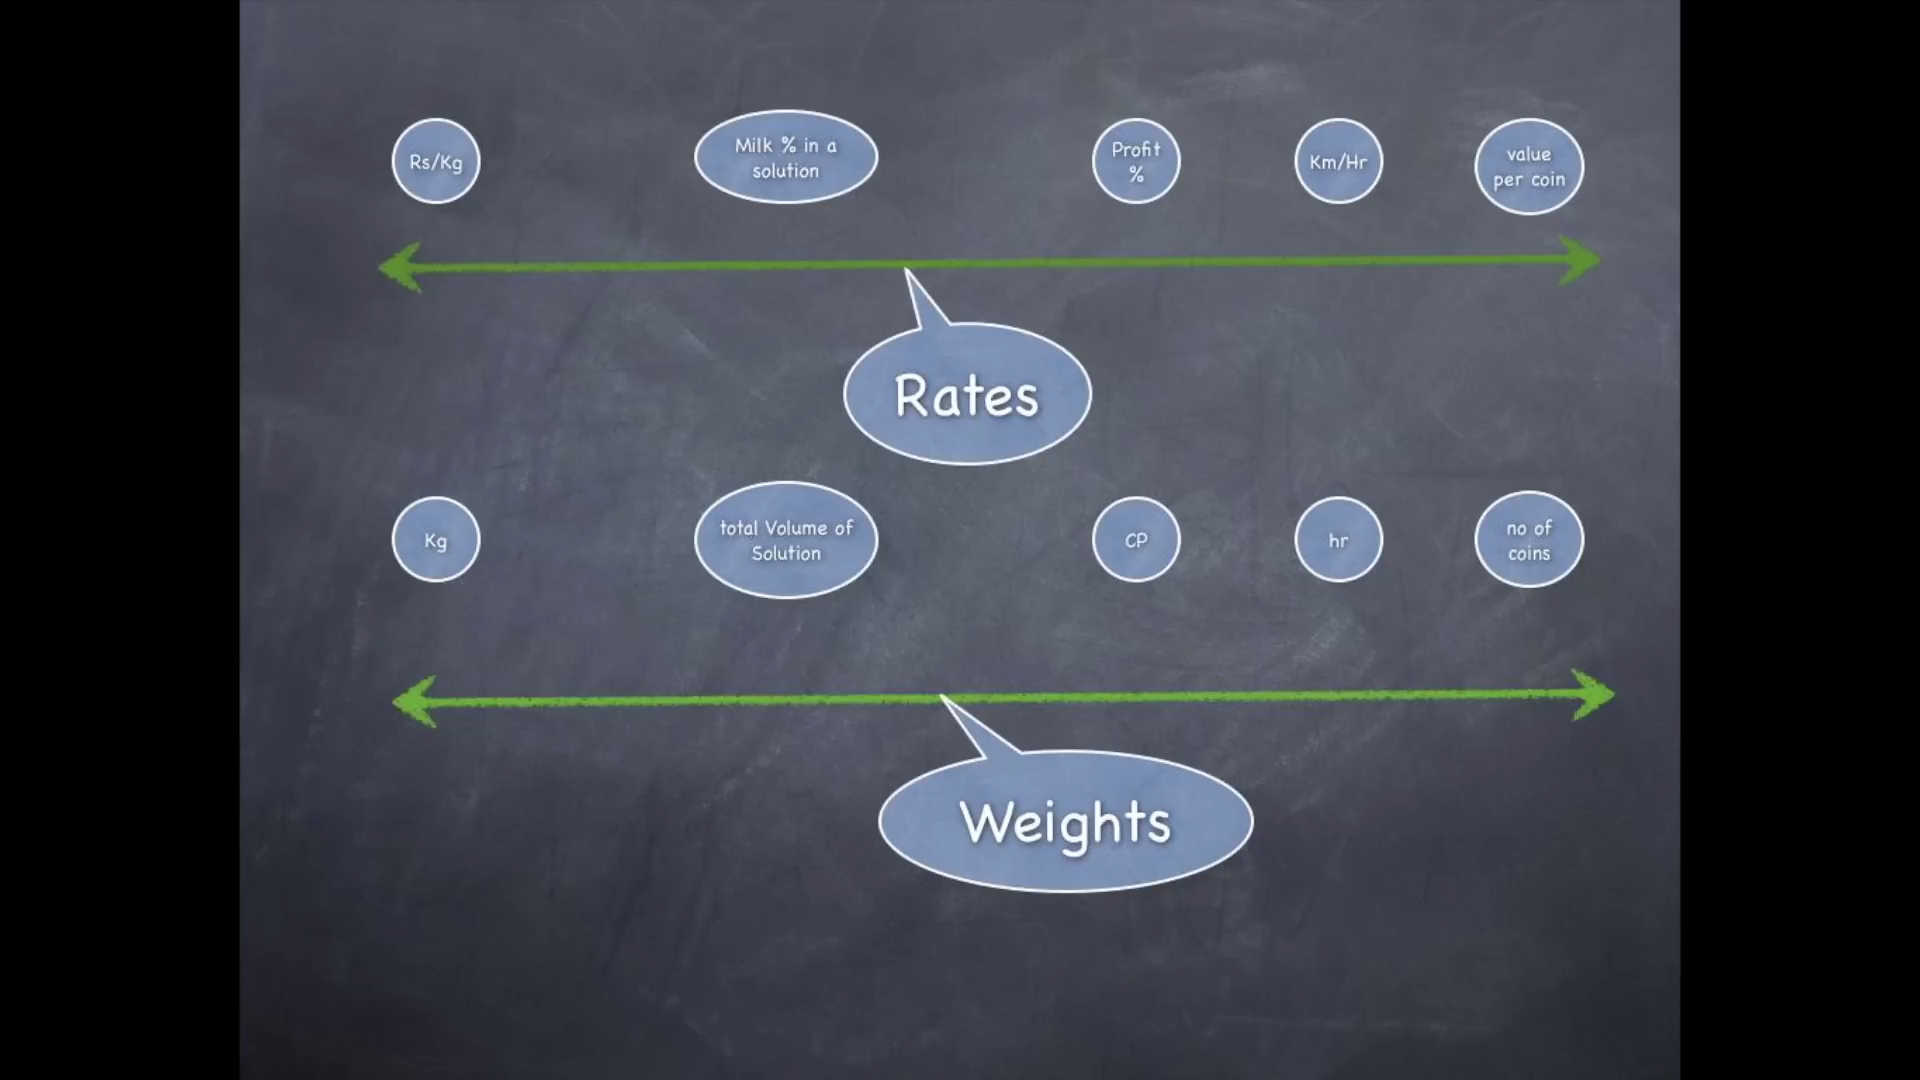 Rs/Kg
Milk % in a
solution
Profit
%
Km/Hr
value
per coin
Rates
Kg
total Volume of
Solution
CP
hr
no of
coins
Weights